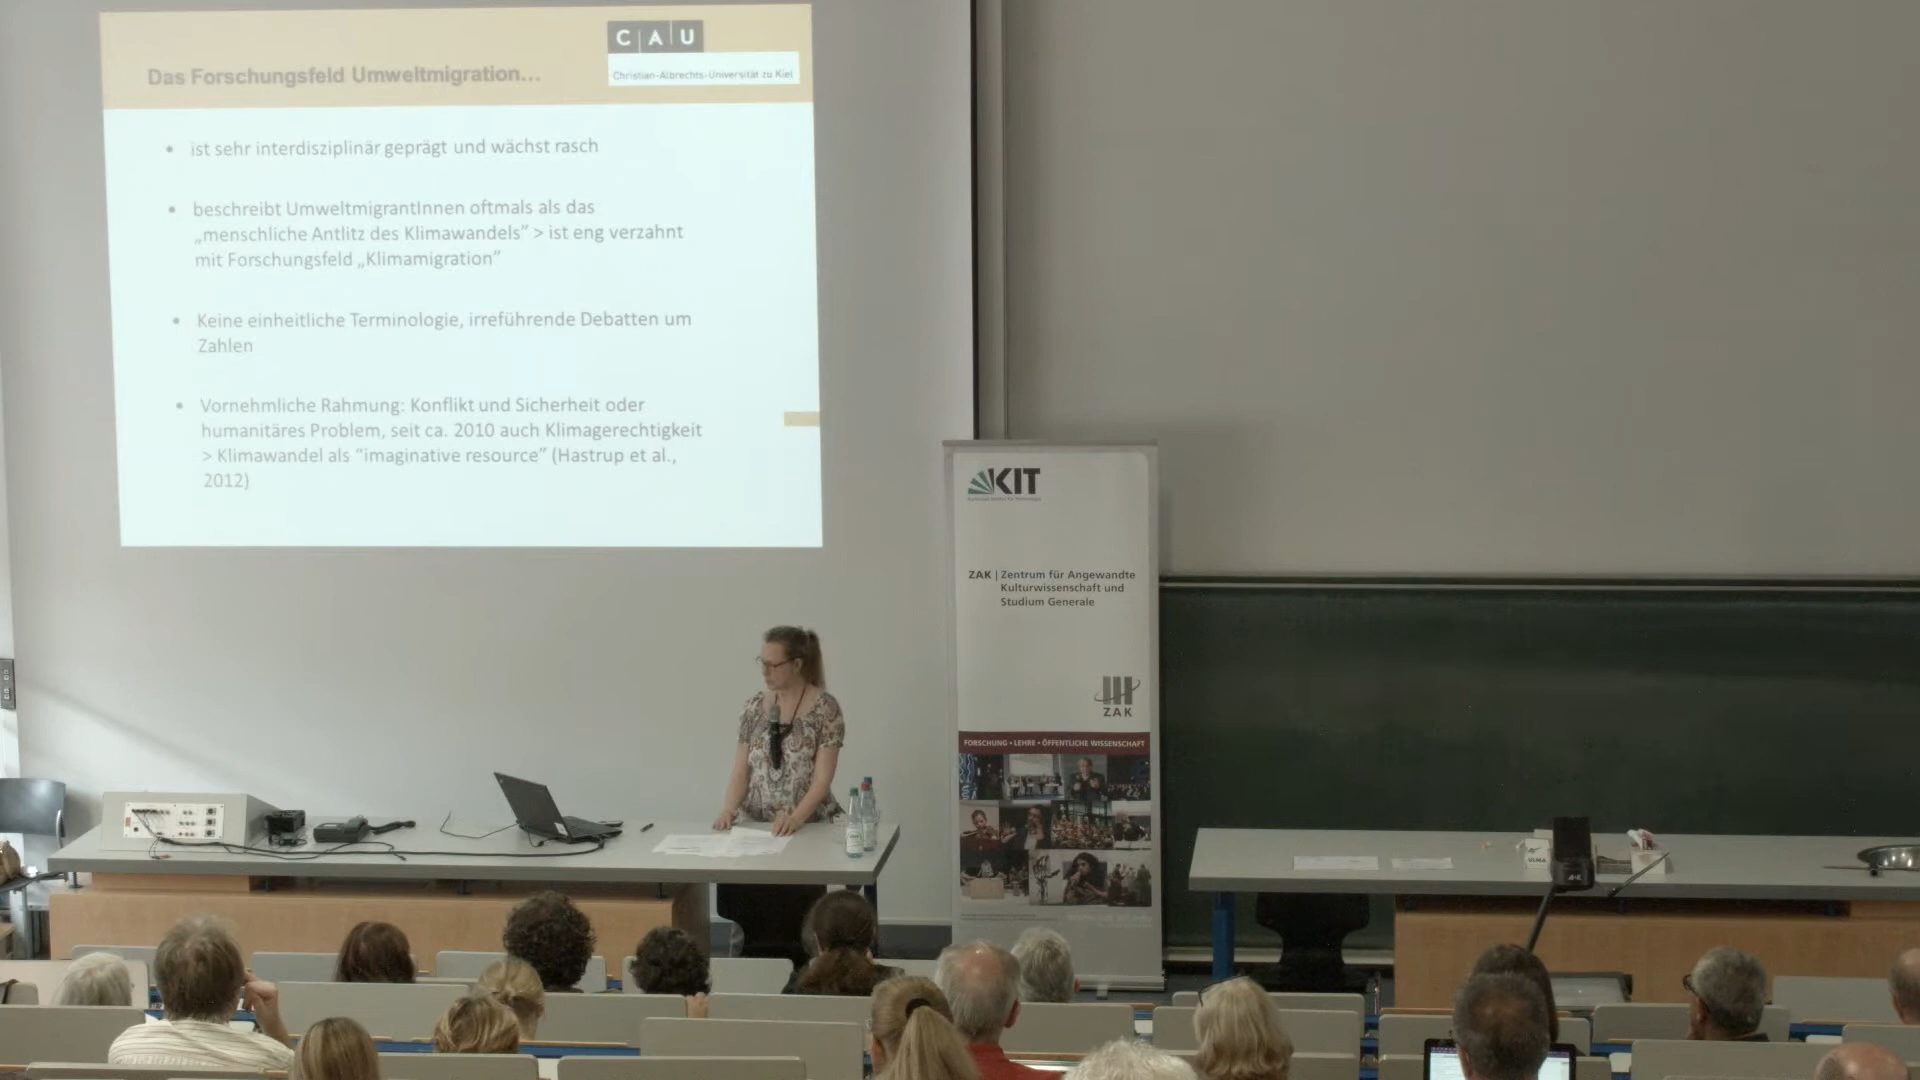 CAU
Christian-Albrechts-Universität zu Kiel
Das Forschungsfeld Umweltmigration...
• ist sehr interdisziplinär geprägt und wächst rasch
• beschreibt UmweltmigrantInnen oftmals als das
„menschliche Antlitz des Klimawandels” > ist eng verzahnt
mit Forschungsfeld „Klimamigration”
• Keine einheitliche Terminologie, irreführende Debatten um
Zahlen
• Vornehmliche Rahmung: Konflikt und Sicherheit oder
humanitäres Problem, seit ca. 2010 auch Klimagerechtigkeit
> Klimawandel als “imaginative resource” (Hastrup et al.,
2012)
KIT
ZAK | Zentrum für Angewandte
Kulturwissenschaft und
Studium Generale
ZAK
FORSCHUNG • LEHRE • ÖFFENTLICHE WISSENSCHAFT
ULMA